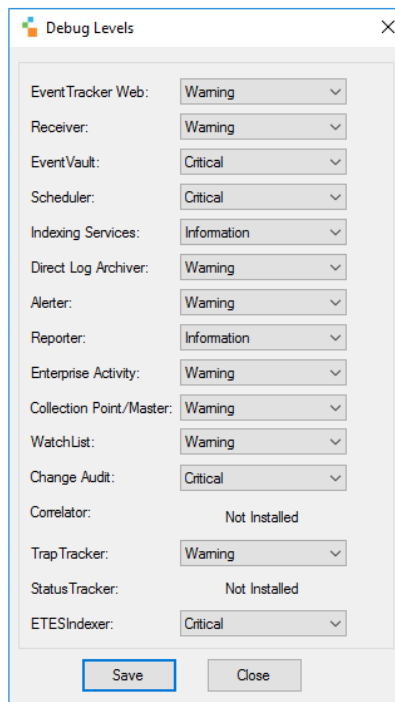 Debug Levels
EventTracker Web: Warning
Receiver: Warning
EventVault: Critical
Scheduler: Critical
Indexing Services: Information
Direct Log Archiver: Warning
Alerter: Warning
Reporter: Information
Enterprise Activity: Warning
Collection Point/Master: Warning
WatchList: Warning
Change Audit: Critical
Correlator: Not Installed
TrapTracker: Warning
StatusTracker: Not Installed
ETESIndexer: Critical
Save Close